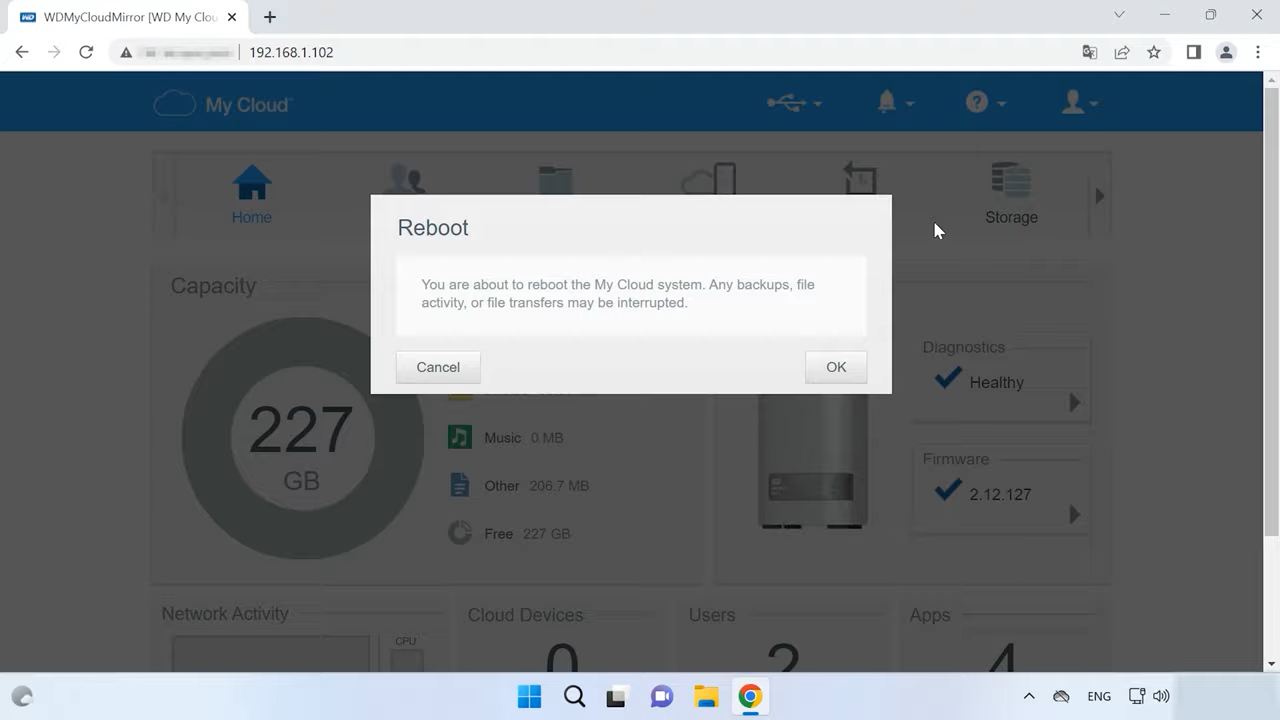 WDMyCloudMirror [WD My Clou
192.168.1.102
My Cloud
Home
Storage
Reboot
You are about to reboot the My Cloud system. Any backups, file
activity, or file transfers may be interrupted.
Cancel
OK
Capacity
227
GB
Music 0 MB
Other 206.7 MB
Free 227 GB
Diagnostics
Healthy
Firmware
2.12.127
Network Activity
CPU
Cloud Devices
0
Users
2
Apps
4
ENG